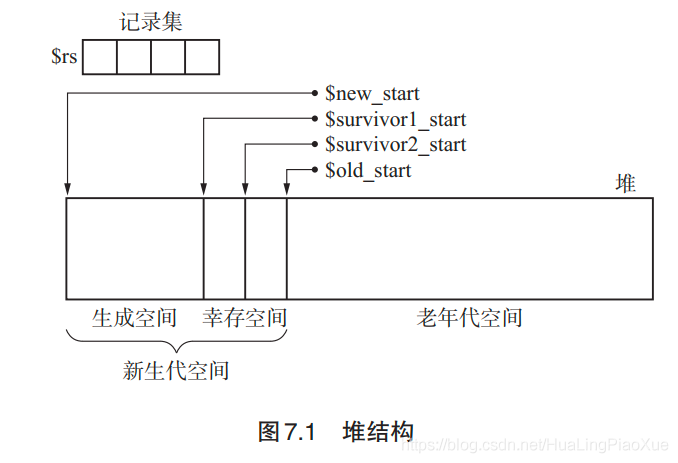 记录集
$rs
$new_start
$survivor1_start
$survivor2_start
$old_start
堆
生成空间 幸存空间 老年代空间
新生代空间
图7.1 堆结构
https://blog.csdn.net/HuaLingPiaoXue